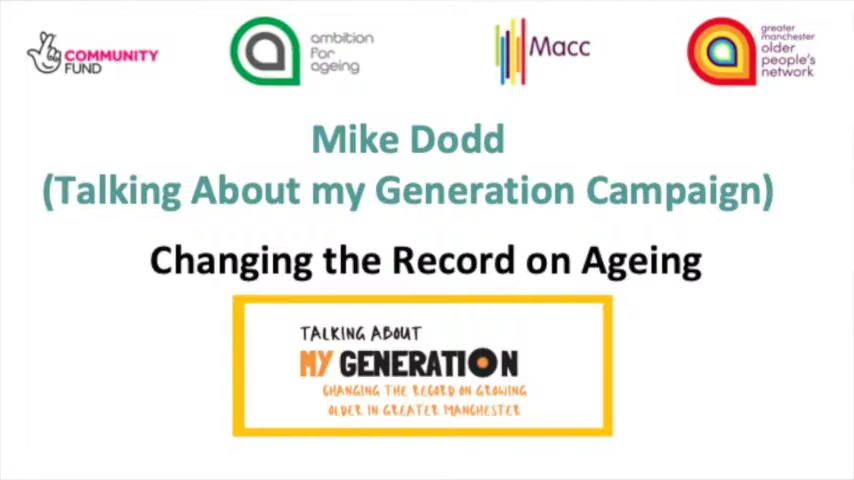 COMMUNITY
FUND
ambition
for
ageing
Macc
greater
manchester
older
people's
network
Mike Dodd
(Talking About my Generation Campaign)
Changing the Record on Ageing
TALKING ABOUT
MY GENERATION
CHANGING THE RECORD ON GROWING
OLDER IN GREATER MANCHESTER